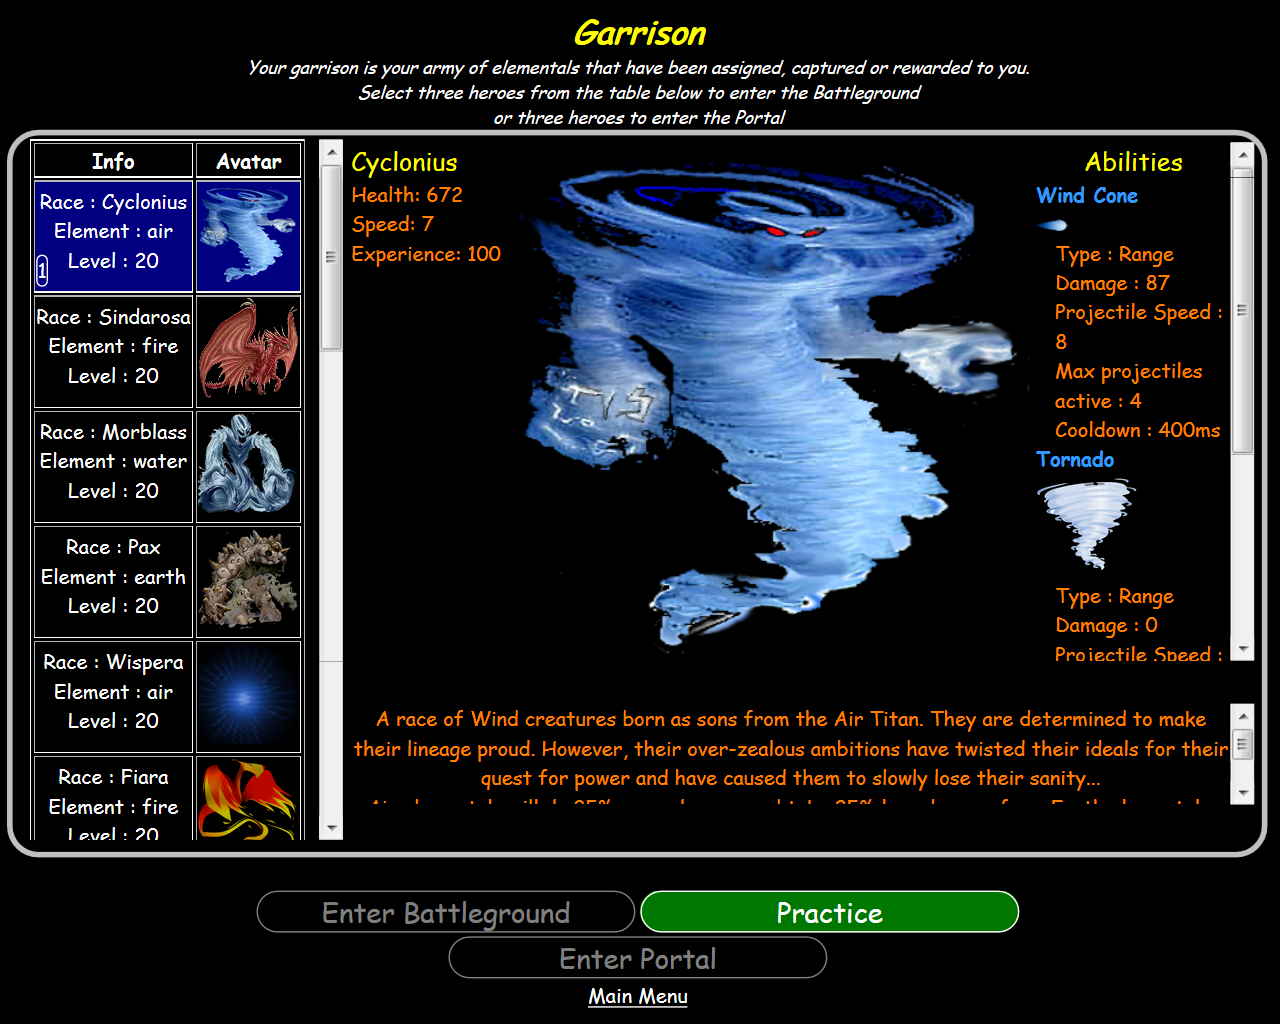 Garrison
Your garrison is your army of elementals that have been assigned, captured or rewarded to you.
Select three heroes from the table below to enter the Battleground
or three heroes to enter the Portal
Info
Avatar
Race : Cyclonius
Element : air
Level : 20
1
Race : Sindarosa
Element : fire
Level : 20
Race : Morblass
Element : water
Level : 20
Race : Pax
Element : earth
Level : 20
Race : Wispera
Element : air
Level : 20
Race : Fiara
Element : fire
Level : 20
Cyclonius
Health: 672
Speed: 7
Experience: 100
Abilities
Wind Cone
Type : Range
Damage : 87
Projectile Speed :
8
Max projectiles
active : 4
Cooldown : 400ms
Tornado
Type : Range
Damage : 0
Projectile Speed :
A race of Wind creatures born as sons from the Air Titan. They are determined to make
their lineage proud. However, their over-zealous ambitions have twisted their ideals for their
quest for power and have caused them to slowly lose their sanity...
Enter Battleground
Practice
Enter Portal
Main Menu